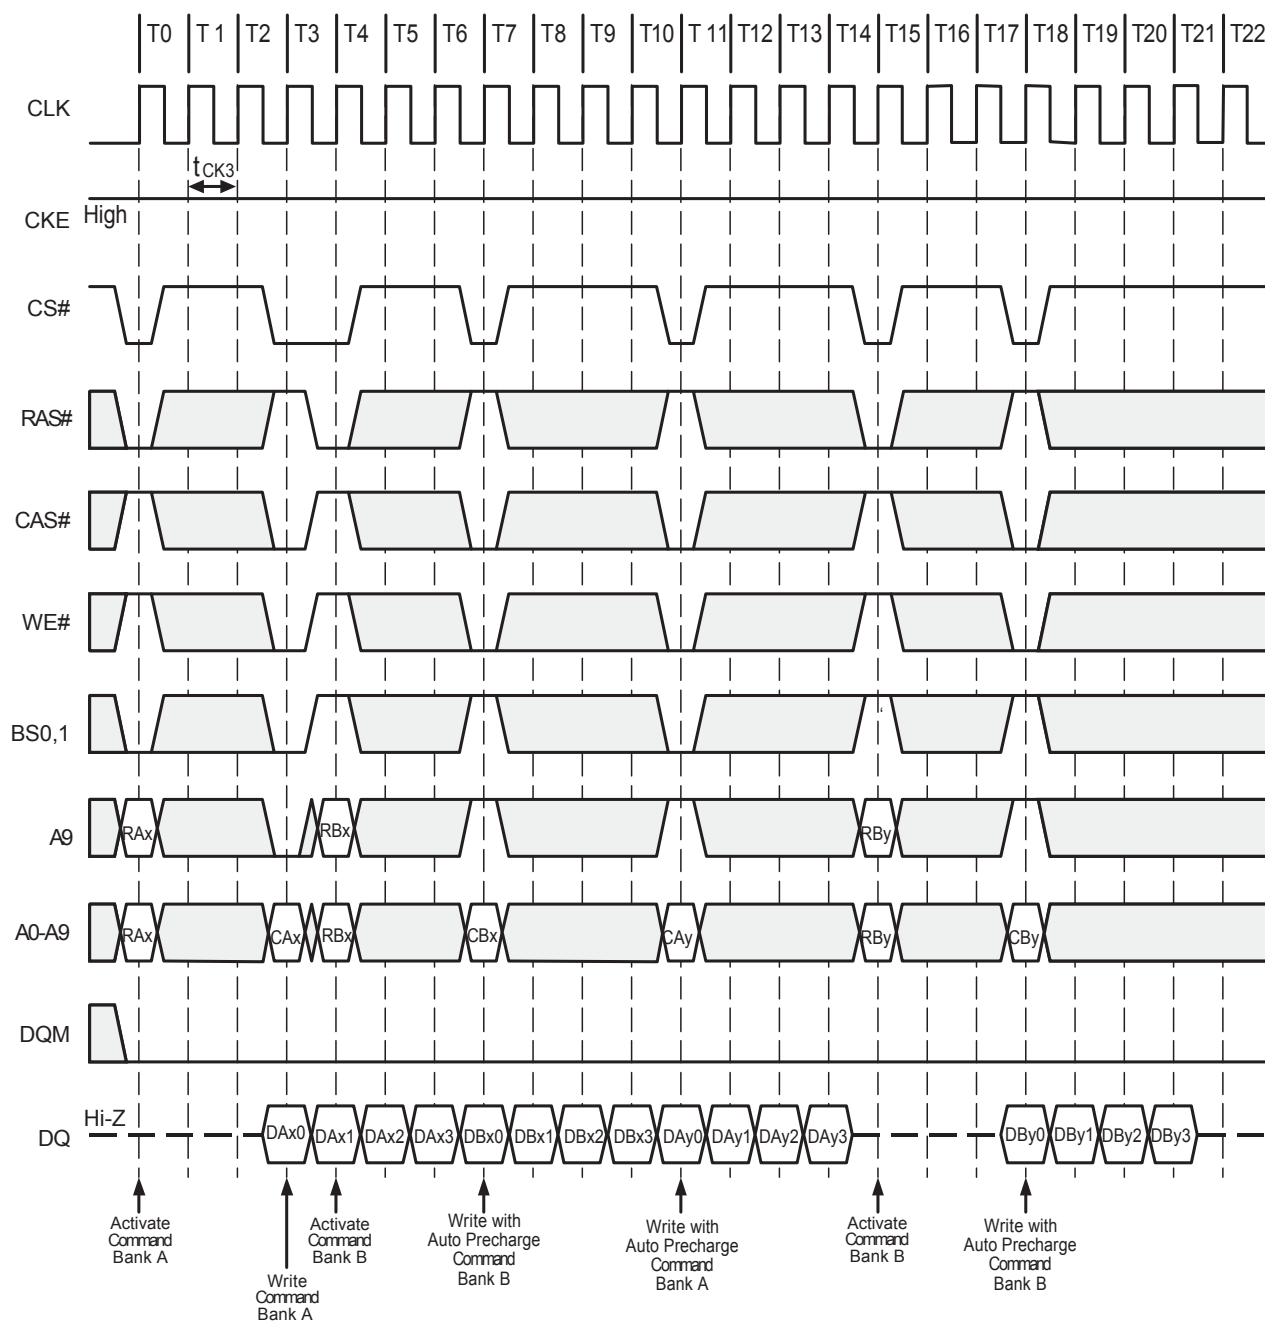 T0 T 1 T2 T3 T4 T5 T6 T7 T8 T9 T10 T 11 T12 T13 T14 T15 T16 T17 T18 T19 T20 T21 T22
CLK
tCK3
CKE High
CS#
RAS#
CAS#
WE#
BS0,1
A9 RAx RBx RBy
A0-A9 RAx CAx RBx CBx CAy RBy CBy
DQM
Hi-Z
DQ DAx0 DAx1 DAx2 DAx3 DBx0 DBx1 DBx2 DBx3 DAy0 DAy1 DAy2 DAy3 DBy0 DBy1 DBy2 DBy3
Activate
Command
Bank A
Write
Command
Bank A
Activate
Command
Bank B
Write with
Auto Precharge
Command
Bank B
Write with
Auto Precharge
Command
Bank A
Activate
Command
Bank B
Write with
Auto Precharge
Command
Bank B